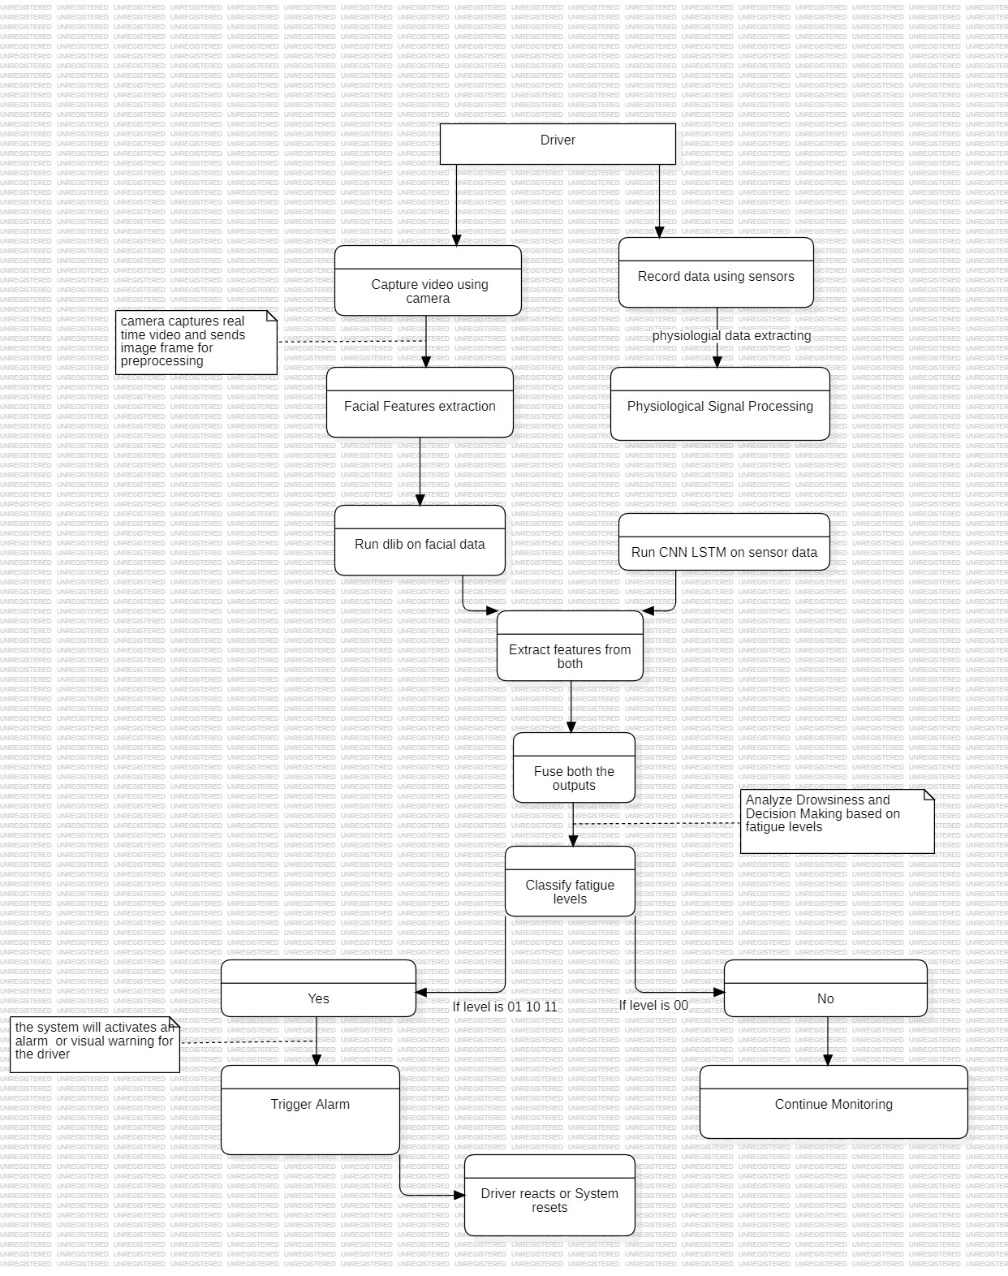 Driver
Capture video using
camera
Record data using sensors
camera captures real
time video and sends
image frame for
preprocessing
physiologial data extracting
Facial Features extraction
Physiological Signal Processing
Run dlib on facial data
Run CNN LSTM on sensor data
Extract features from
both
Fuse both the
outputs
Analyze Drowsiness and
Decision Making based on
fatigue levels
Classify fatigue
levels
Yes
If level is 01 10 11
If level is 00
No
the system will activates an
alarm  or visual warning for
the driver
Trigger Alarm
Continue Monitoring
Driver reacts or System
resets
UNREGISTERED